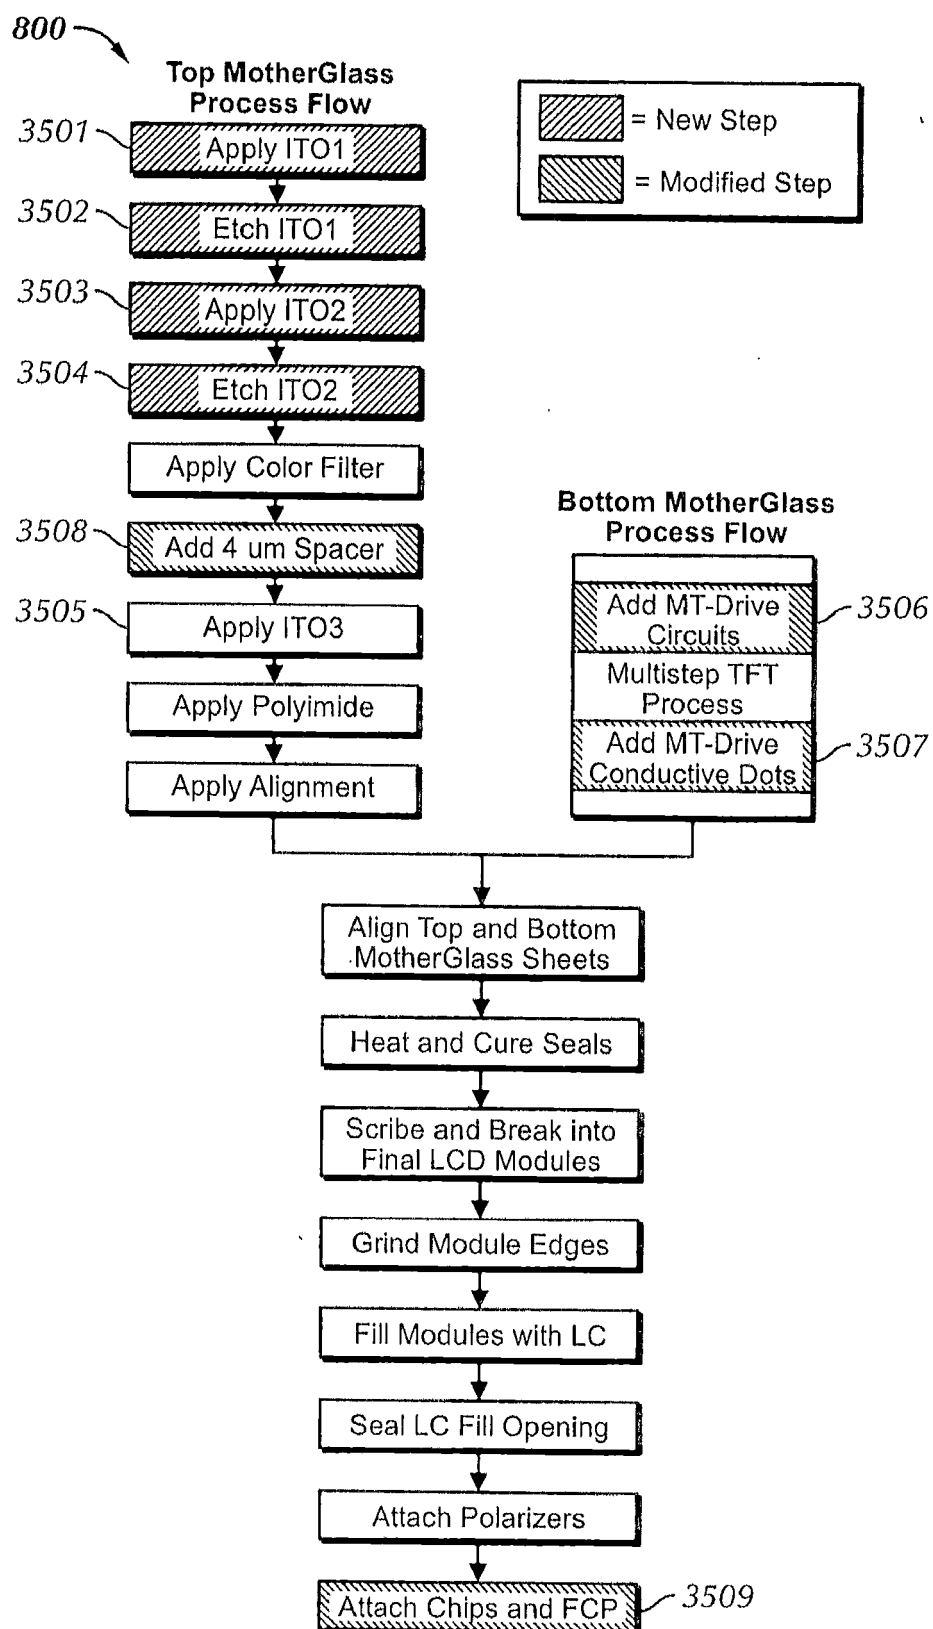 800
Top MotherGlass
Process Flow
3501
Apply ITO1
3502
Etch ITO1
3503
Apply ITO2
3504
Etch ITO2
Apply Color Filter
3508
Add 4 um Spacer
3505
Apply ITO3
Apply Polyimide
Apply Alignment
= New Step
= Modified Step
Bottom MotherGlass
Process Flow
Add MT-Drive
Circuits
3506
Multistep TFT
Process
Add MT-Drive
Conductive Dots
3507
Align Top and Bottom
MotherGlass Sheets
Heat and Cure Seals
Scribe and Break into
Final LCD Modules
Grind Module Edges
Fill Modules with LC
Seal LC Fill Opening
Attach Polarizers
Attach Chips and FCP
3509